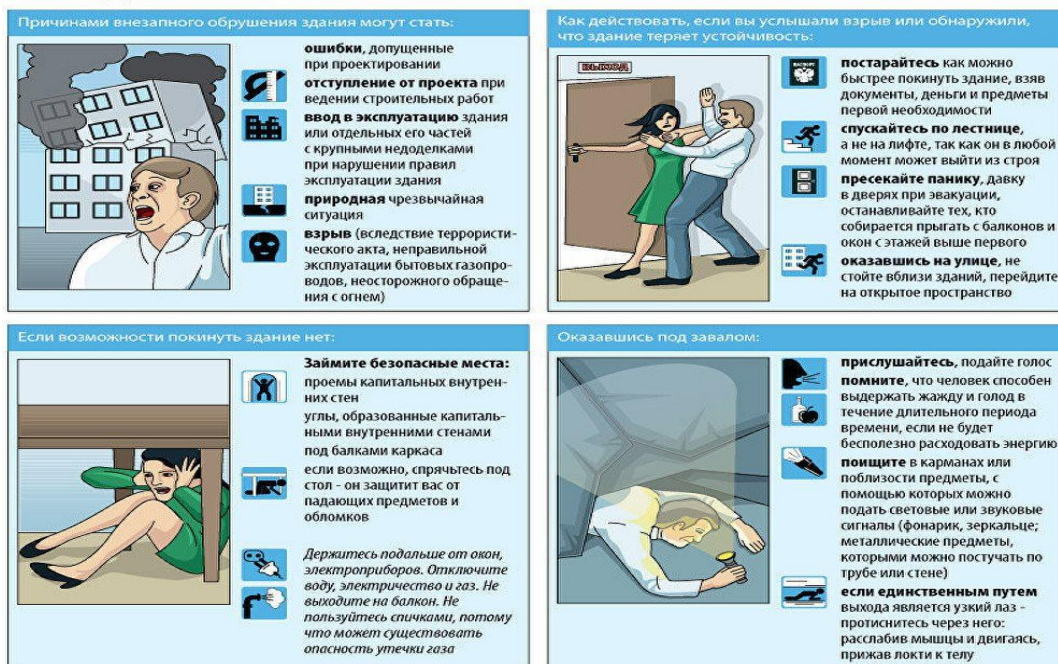 Причинами внезапного обрушения здания могут стать:
ошибки, допущенные
при проектировании
отступление от проекта при
ведении строительных работ
ввод в эксплуатацию здания
или отдельных его частей
с крупными недоделками
при нарушении правил
эксплуатации здания
природная чрезвычайная
ситуация
взрыв (вследствие террористи-
ческого акта, неправильной
эксплуатации бытовых газопро-
водов, неосторожного обраще-
ния с огнем)
Как действовать, если вы услышали взрыв или обнаружили,
что здание теряет устойчивость:
ВЫХОД
ПАСПОРТ
постарайтесь как можно
быстрее покинуть здание, взяв
документы, деньги и предметы
первой необходимости
спускайтесь по лестнице,
а не на лифте, так как он в любой
момент может выйти из строя
пресекайте панику, давку
в дверях при эвакуации,
останавливайте тех, кто
собирается прыгать с балконов и
окон с этажей выше первого
оказавшись на улице, не
стойте вблизи зданий, перейдите
на открытое пространство
Если возможности покинуть здание нет:
Займите безопасные места:
проемы капитальных внутрен-
них стен
углы, образованные капиталь-
ными внутренними стенами
под балками каркаса
если возможно, спрячьтесь под
стол - он защитит вас от
падающих предметов и
обломков
Держитесь подальше от окон,
электроприборов. Отключите
воду, электричество и газ. Не
выходите на балкон. Не
пользуйтесь спичками, потому
что может существовать
опасность утечки газа
Оказавшись под завалом:
прислушайтесь, подайте голос
помните, что человек способен
выдержать жажду и голод в
течение длительного периода
времени, если не будет
бесполезно расходовать энергию
поищите в карманах или
поблизости предметы, с
помощью которых можно
подать световые или звуковые
сигналы (фонарик, зеркальце;
металлические предметы,
которыми можно постучать по
трубе или стене)
если единственным путем
выхода является узкий лаз -
протиснитесь через него:
расслабив мышцы и двигаясь,
прижав локти к телу